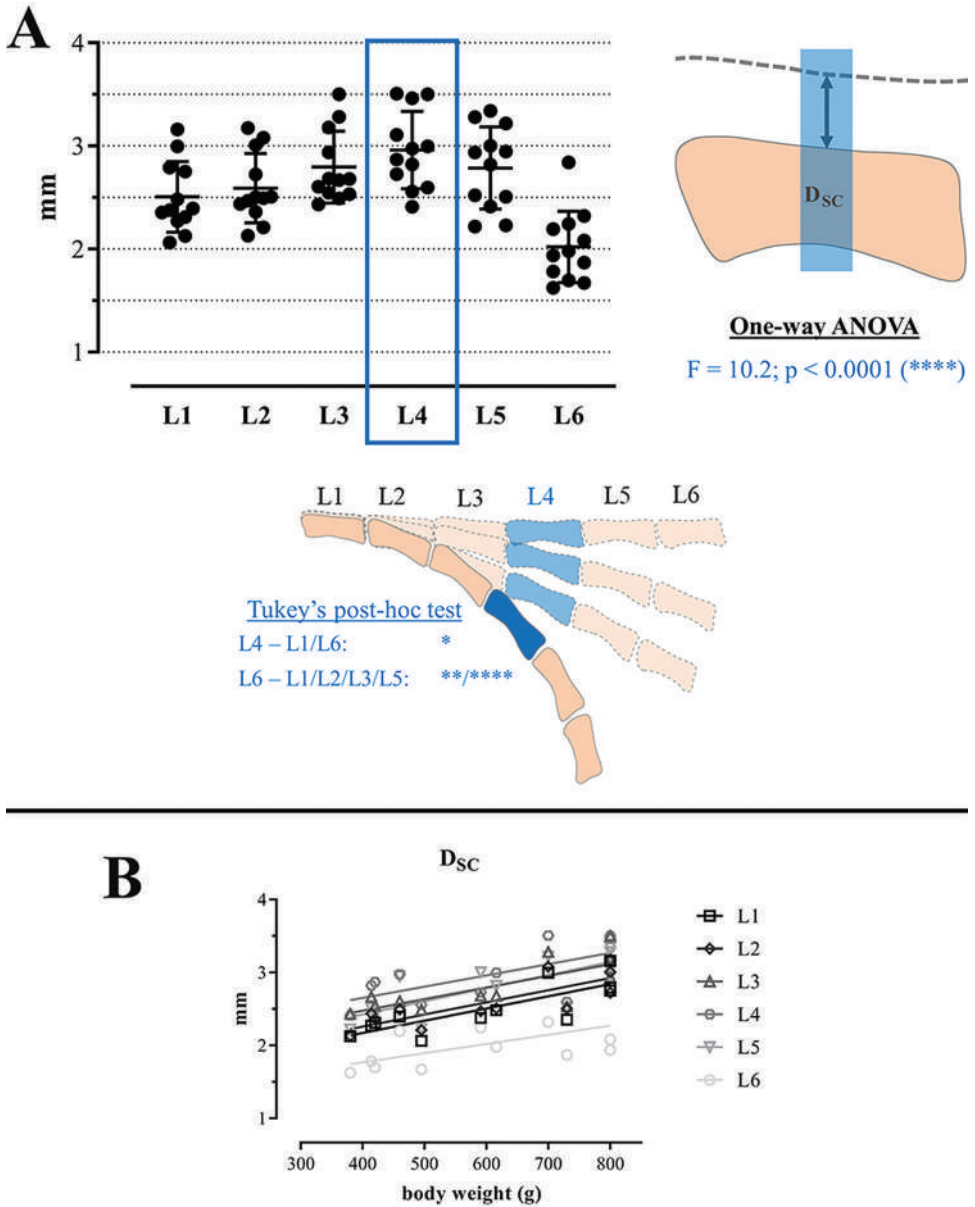 A
4
3
2
1
mm
L1 L2 L3 L4 L5 L6
DSC
One-way ANOVA
F = 10.2; p < 0.0001 (****)
L1 L2 L3 L4 L5 L6
Tukey's post-hoc test
L4 – L1/L6: *
L6 – L1/L2/L3/L5: **/****
B
DSC
4
3
2
1
mm
300 400 500 600 700 800
body weight (g)
L1
L2
L3
L4
L5
L6